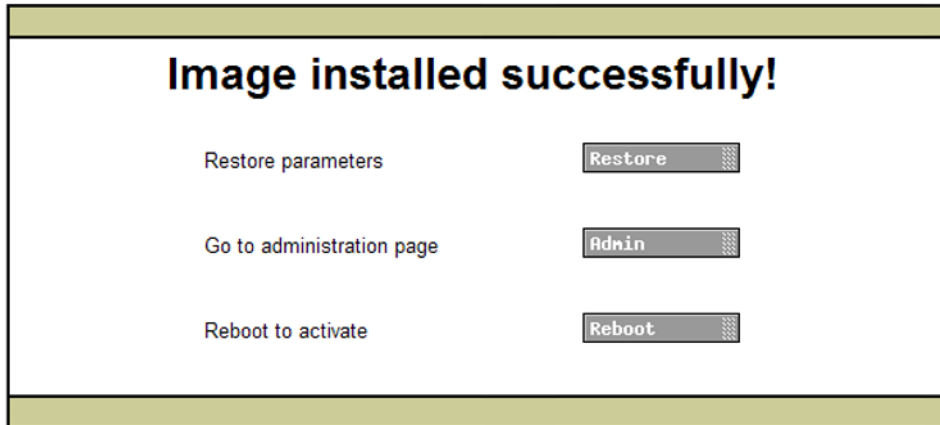 Image installed successfully!
Restore parameters Restore
Go to administration page Admin
Reboot to activate Reboot